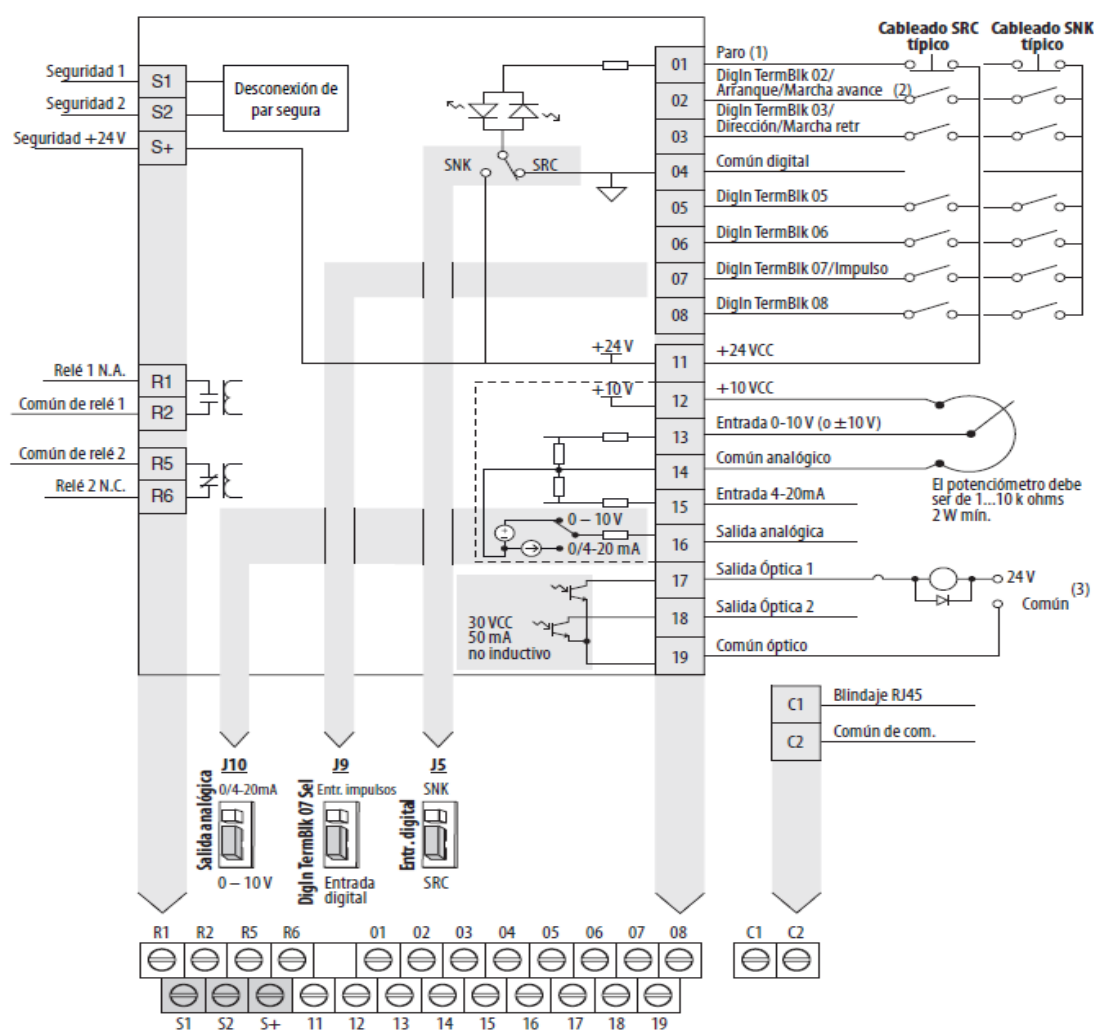 Cableado SRC típico
Cableado SNK típico
Seguridad 1
S1
Seguridad 2
S2
Seguridad +24 V
S+
Desconexión de par segura
SNK
SRC
01
Paro (1)
02
DigIn TermBlk 02/
Arranque/Marcha avance (2)
03
DigIn TermBlk 03/
Dirección/Marcha retr
04
Común digital
05
DigIn TermBlk 05
06
DigIn TermBlk 06
07
DigIn TermBlk 07/Impulso
08
DigIn TermBlk 08
+24 V
11
+24 VCC
+10 V
12
+10 VCC
13
Entrada 0-10 V (o ±10 V)
14
Común analógico
15
Entrada 4-20mA
16
Salida analógica
17
Salida Óptica 1
18
Salida Óptica 2
19
Común óptico
El potenciómetro debe
ser de 1...10 k ohms
2 W mín.
24 V
Común
(3)
Relé 1 N.A.
R1
Común de relé 1
R2
Común de relé 2
R5
Relé 2 N.C.
R6
0 – 10 V
0/4-20 mA
±
30 VCC
50 mA
no inductivo
C1
Blindaje RJ45
C2
Común de com.
J10
Salida analógica
0/4-20mA
0 – 10 V
J9
DigIn TermBlk 07 Sel
Entr. impulsos
Entrada
digital
J5
Entr. digital
SNK
SRC
R1 R2 R5 R6 01 02 03 04 05 06 07 08 C1 C2
S1 S2 S+ 11 12 13 14 15 16 17 18 19